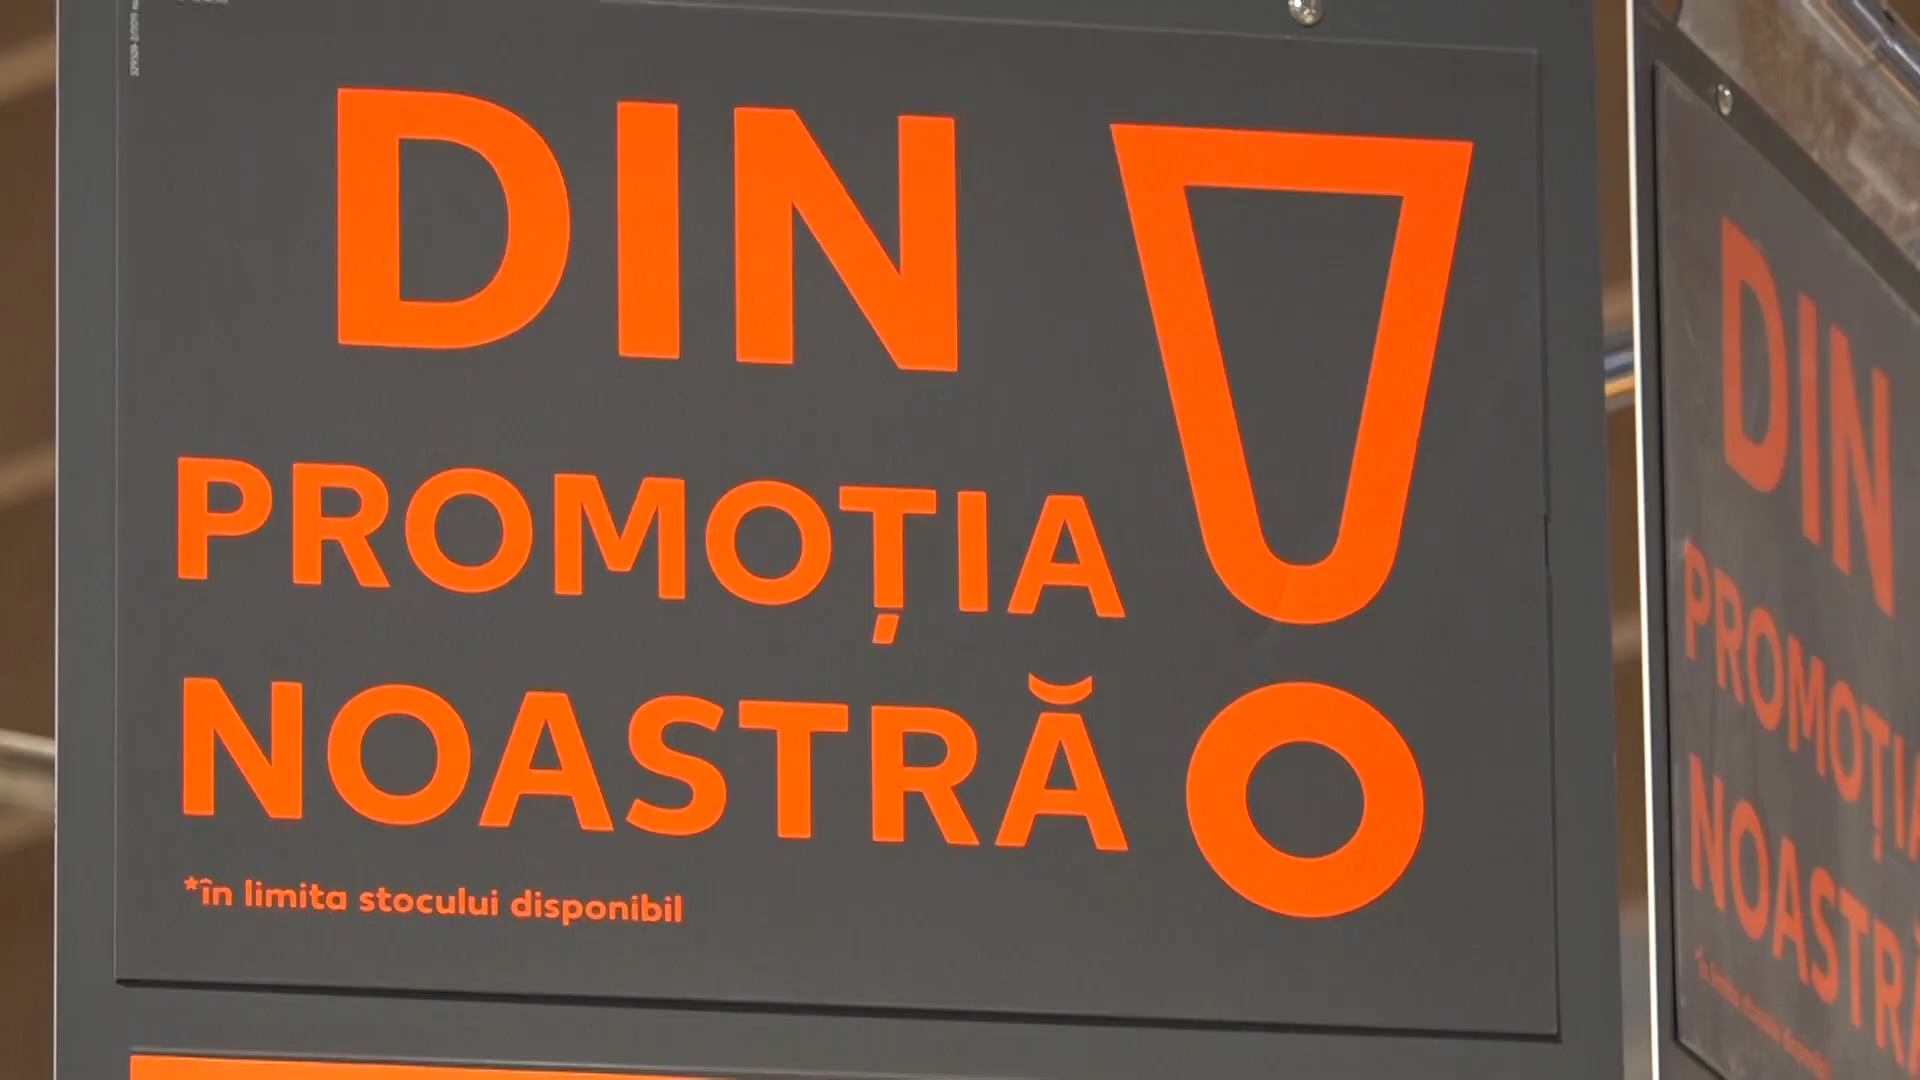 DIN
PROMOȚIA
NOASTRĂ
!
*în limita stocului disponibil
DIN
PROMOȚIA
NOASTRĂ